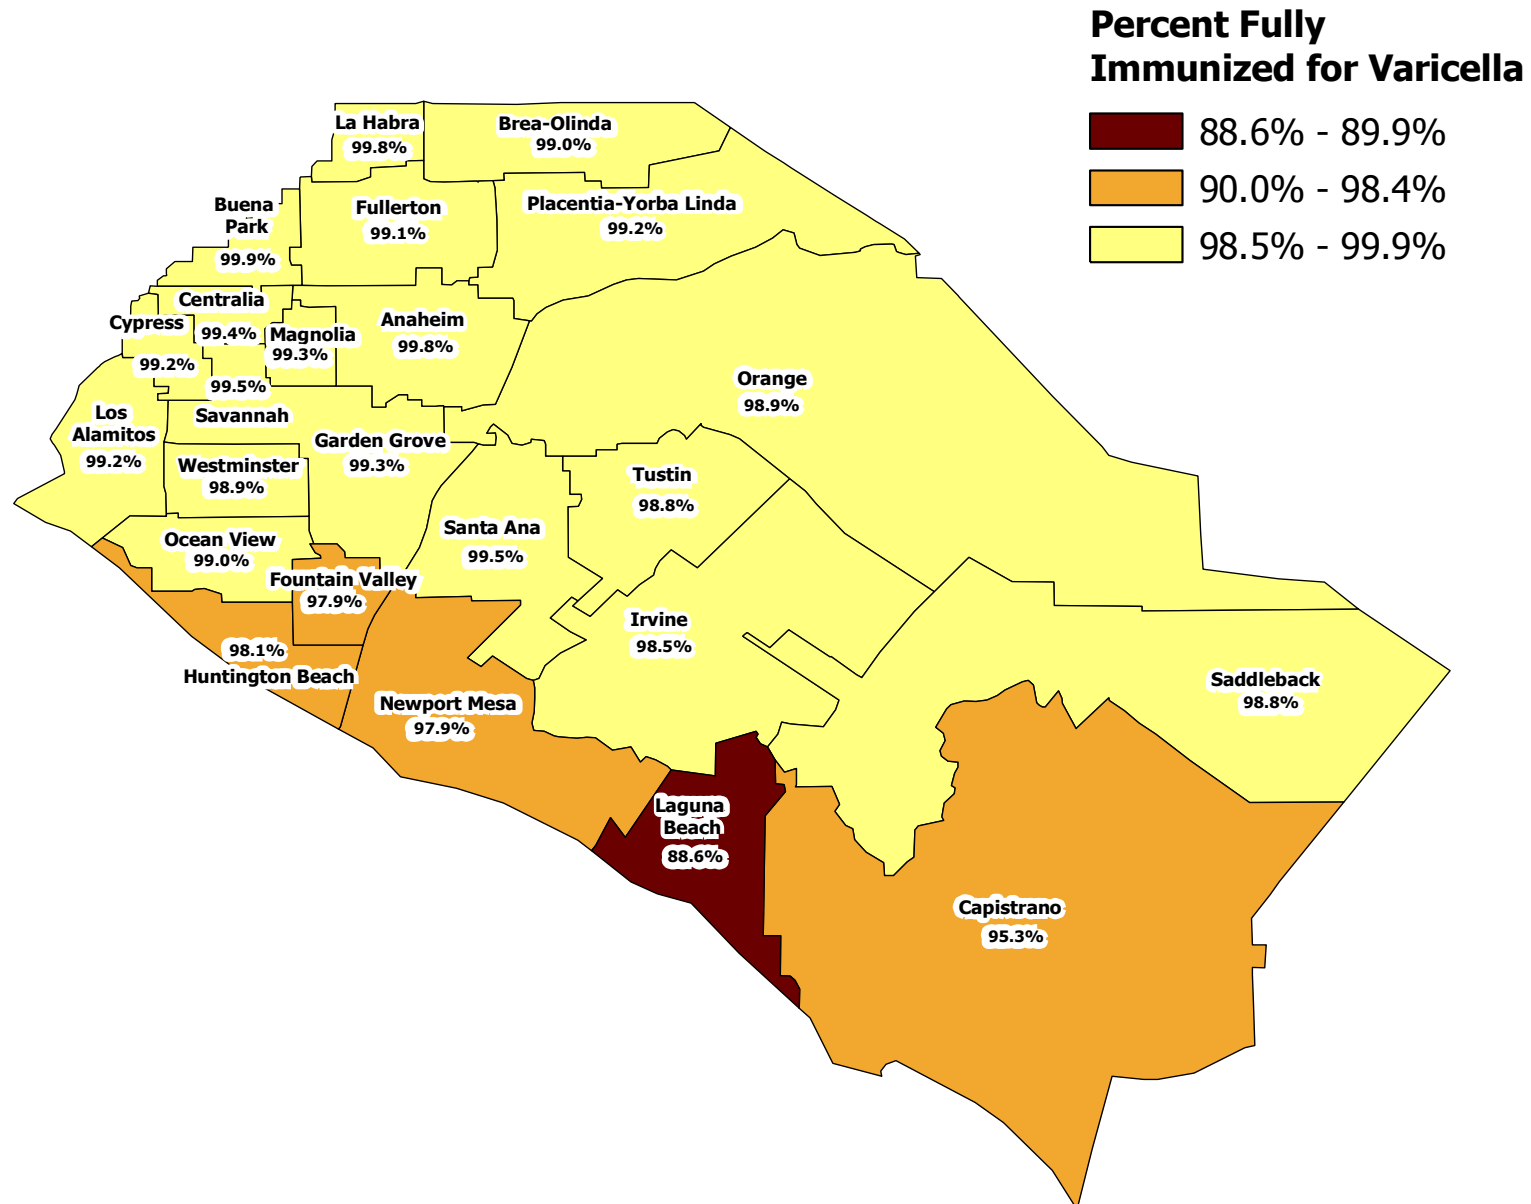 Percent Fully
Immunized for Varicella
88.6% - 89.9%
90.0% - 98.4%
98.5% - 99.9%
La Habra
99.8%
Brea-Olinda
99.0%
Buena
Park
99.9%
Fullerton
99.1%
Placentia-Yorba Linda
99.2%
Centralia
99.4%
Cypress
99.2%
Magnolia
99.3%
Anaheim
99.8%
Orange
98.9%
99.5%
Savannah
Los
Alamitos
99.2%
Garden Grove
99.3%
Westminster
98.9%
Tustin
98.8%
Santa Ana
99.5%
Ocean View
99.0%
Fountain Valley
97.9%
Irvine
98.5%
98.1%
Huntington Beach
Newport Mesa
97.9%
Saddleback
98.8%
Laguna
Beach
88.6%
Capistrano
95.3%